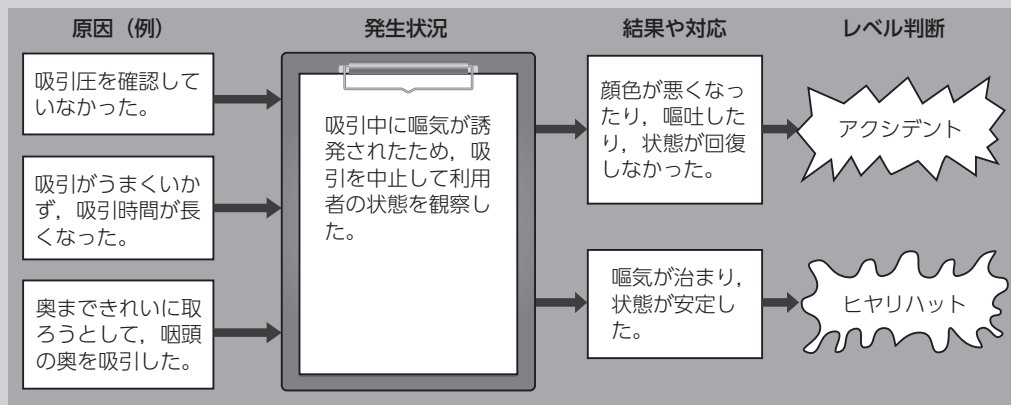 原因（例）
発生状況
結果や対応
レベル判断
吸引圧を確認して
いなかった。
吸引がうまくいか
ず，吸引時間が長
くなった。
奥まできれいに取
ろうとして，咽頭
の奥を吸引した。
吸引中に嘔気が誘
発されたため，吸
引を中止して利用
者の状態を観察し
た。
顔色が悪くなっ
たり，嘔吐した
り，状態が回復
しなかった。
嘔気が治まり，
状態が安定し
た。
アクシデント
ヒヤリハット